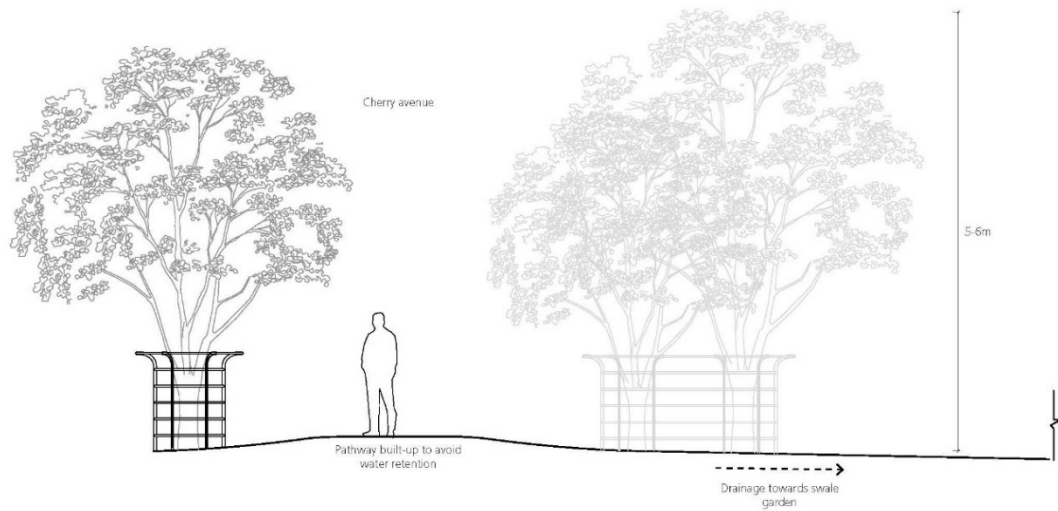 Cherry avenue
5-6m
Pathway built-up to avoid
water retention
Drainage towards swale
garden